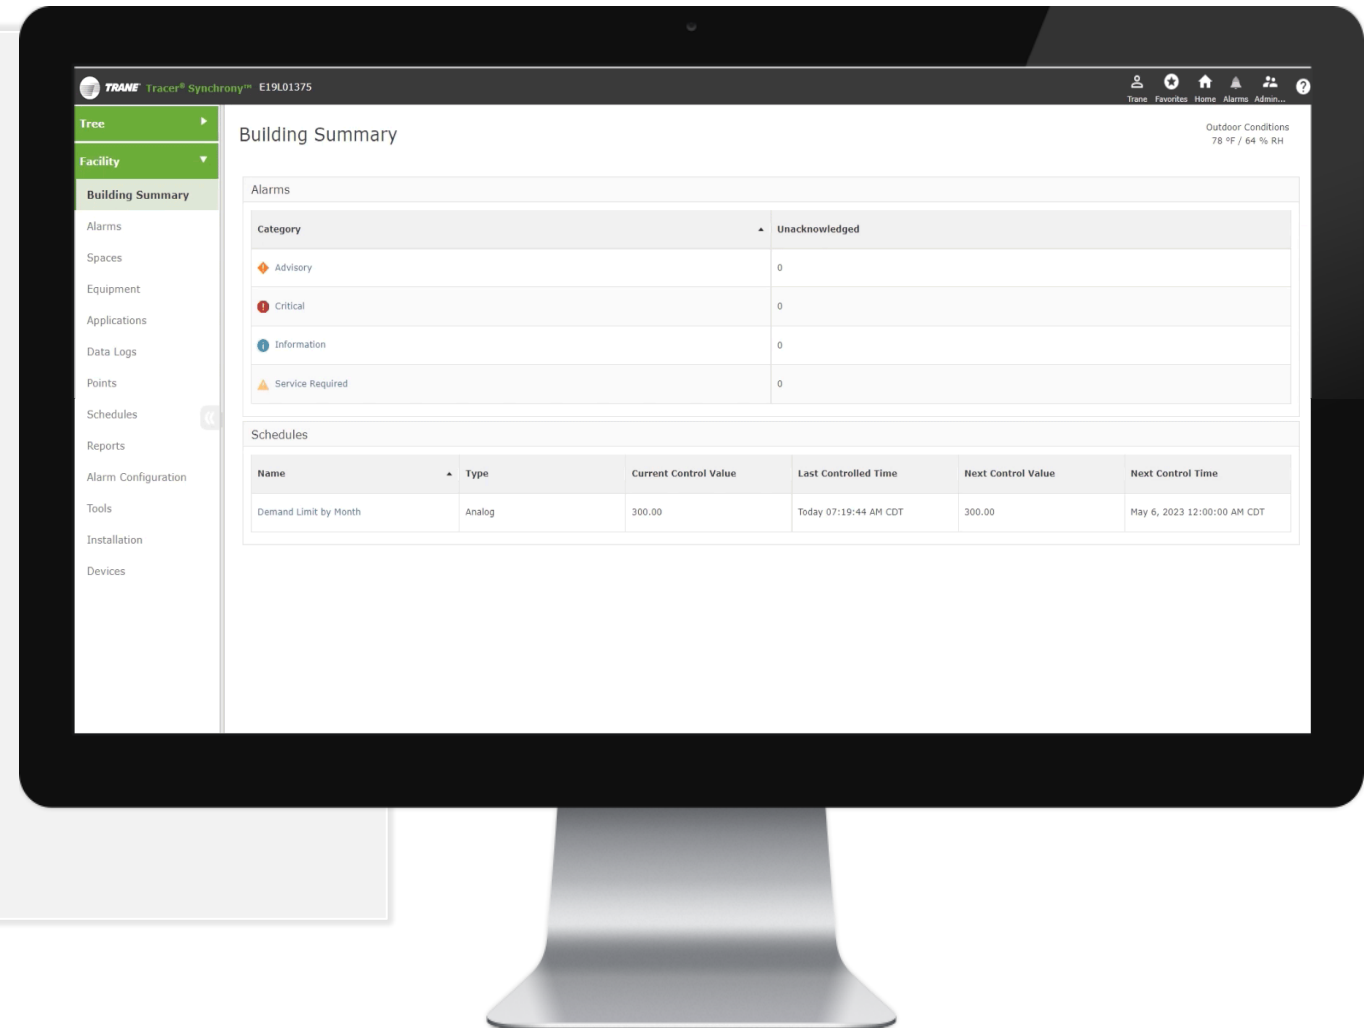 TRANE Tracer® Synchrony™ E19L01375
Trane Favorites Home Alarms Admin...
Tree
Facility
Building Summary
Alarms
Spaces
Equipment
Applications
Data Logs
Points
Schedules
Reports
Alarm Configuration
Tools
Installation
Devices
Building Summary
Outdoor Conditions
78 °F / 64 % RH
Alarms
Category Unacknowledged
Advisory 0
Critical 0
Information 0
Service Required 0
Schedules
Name Type Current Control Value Last Controlled Time Next Control Value Next Control Time
Demand Limit by Month Analog 300.00 Today 07:19:44 AM CDT 300.00 May 6, 2023 12:00:00 AM CDT